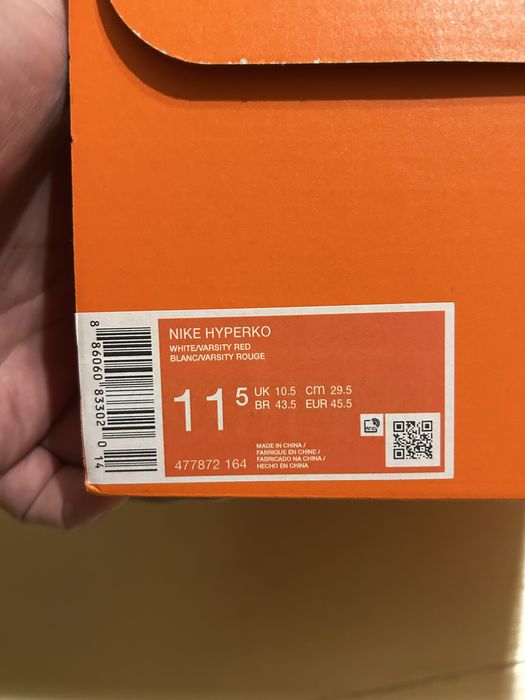 NIKE HYPERKO
WHITE/VARSITY RED
BLANC/VARSITY ROUGE
11 5
UK 10.5 cm 29.5
BR 43.5 EUR 45.5
MADE IN CHINA /
FABRIQUE EN CHINE /
FABRICADO NA CHINA /
HECHO EN CHINA
477872 164
8 86060 83302 0 14